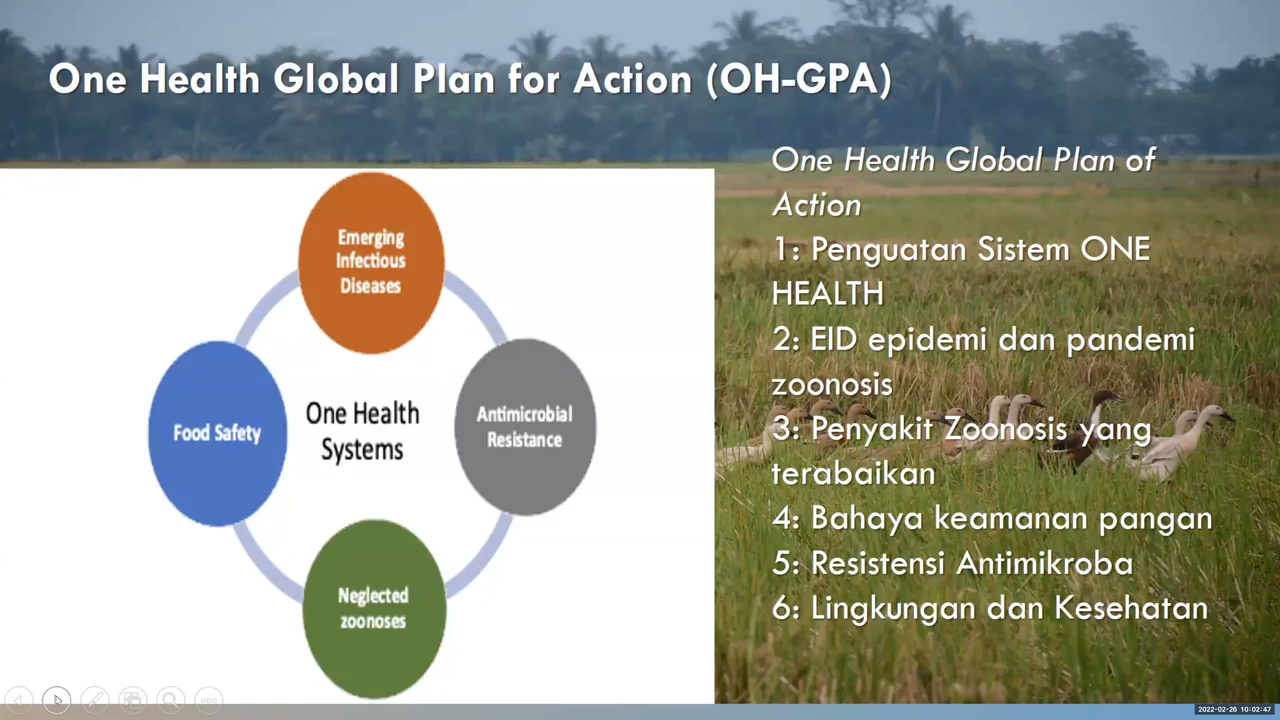 One Health Global Plan for Action (OH-GPA)
Emerging
Infectious
Diseases
Food Safety
One Health
Systems
Antimicrobial
Resistance
Neglected
zoonoses
One Health Global Plan of
Action
1: Penguatan Sistem ONE
HEALTH
2: EID epidemi dan pandemi
zoonosis
3: Penyakit Zoonosis yang
terabaikan
4: Bahaya keamanan pangan
5: Resistensi Antimikroba
6: Lingkungan dan Kesehatan
2022-02-26 10:02:47